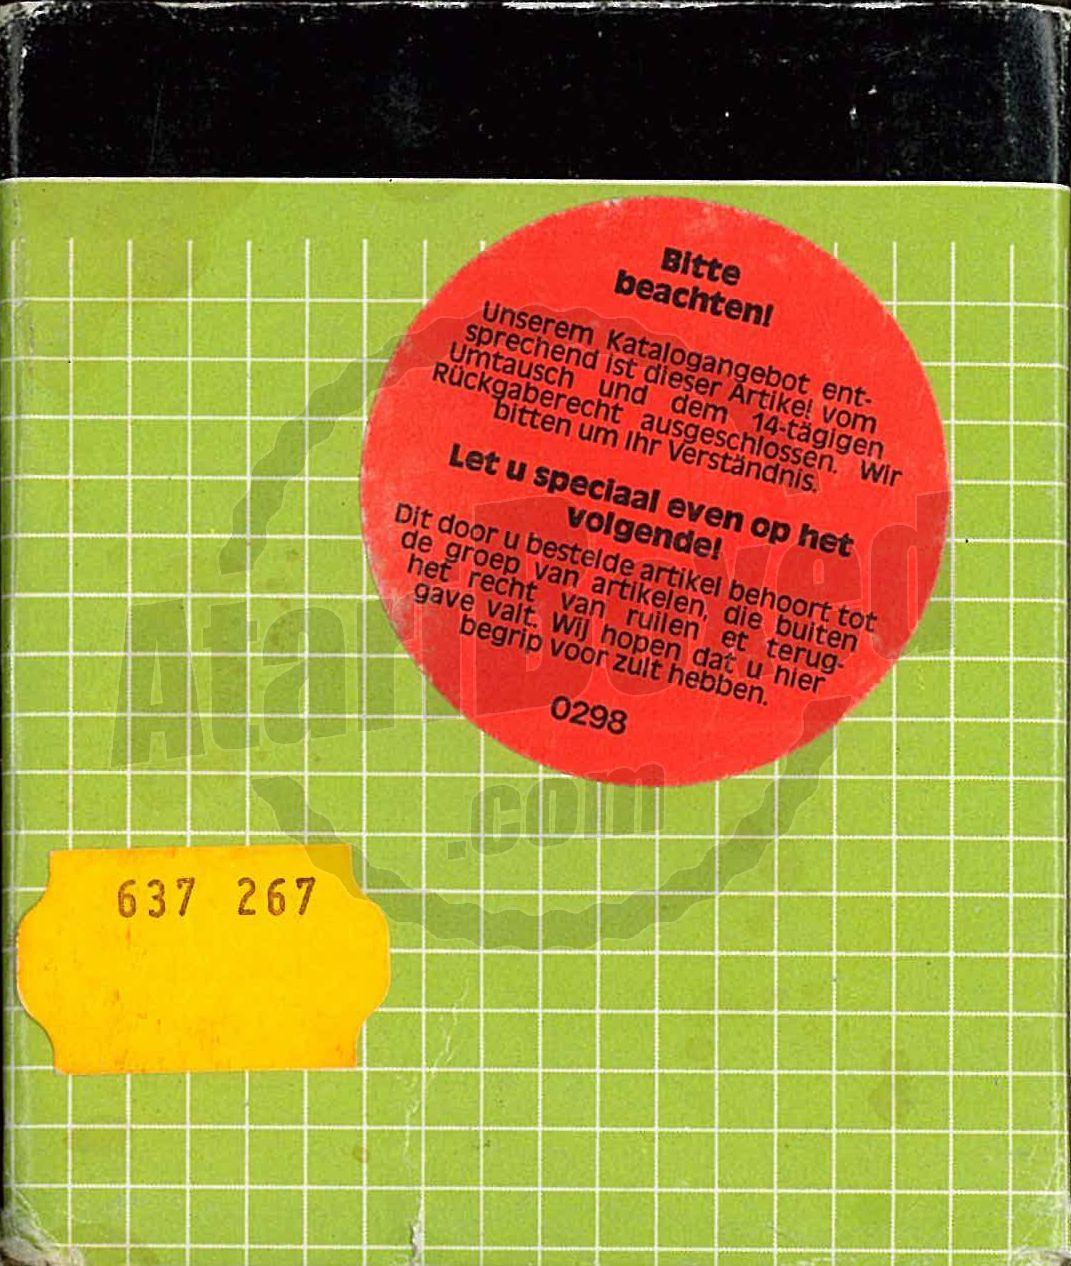 Bitte
beachten!
Unserem Katalogangebot ent-
sprechend ist dieser Artikel vom
Umtausch und dem 14-tägigen
Rückgaberecht ausgeschlossen. Wir
bitten um Ihr Verständnis.
Let u speciaal even op het
volgende!
Dit door u bestelde artikel behoort tot
de groep van artikelen, die buiten
het recht van ruilen et terug-
gave valt. Wij hopen dat u hier
begrip voor zult hebben.
0298
Atari Boxed
.com
637 267